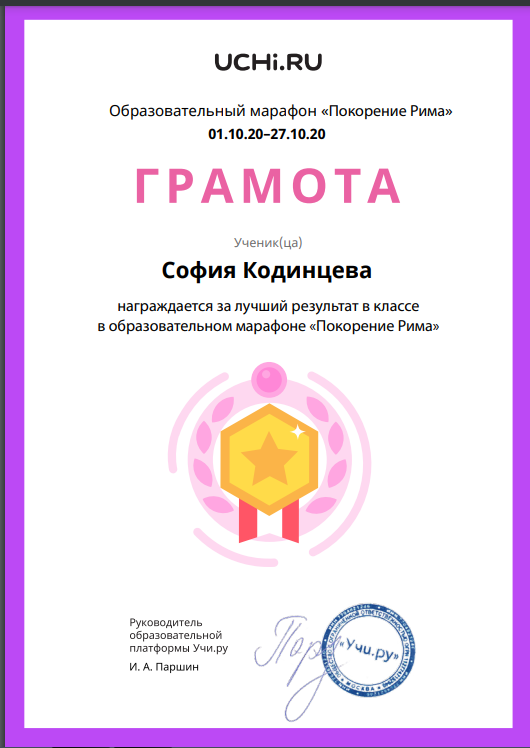 UCHi.RU
Образовательный марафон «Покорение Рима»
01.10.20–27.10.20
ГРАМОТА
Ученик(ца)
София Кодинцева
награждается за лучший результат в классе
в образовательном марафоне «Покорение Рима»
Руководитель
образовательной
платформы Учи.ру
И. А. Паршин
«Учи.ру»
МОСКВА